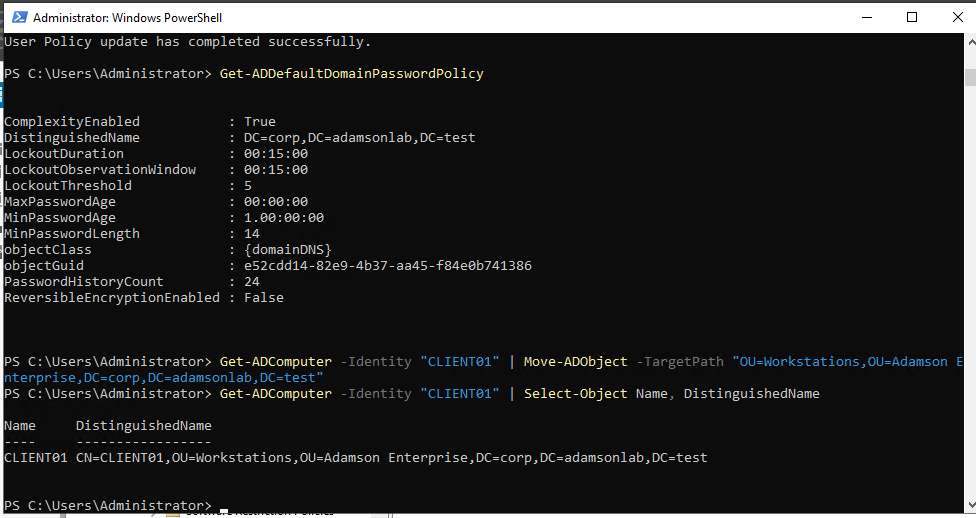 Administrator: Windows PowerShell
User Policy update has completed successfully.
PS C:\Users\Administrator> Get-ADDefaultDomainPasswordPolicy
ComplexityEnabled : True
DistinguishedName : DC=corp,DC=adamsonlab,DC=test
LockoutDuration : 00:15:00
LockoutObservationWindow : 00:15:00
LockoutThreshold : 5
MaxPasswordAge : 00:00:00
MinPasswordAge : 1.00:00:00
MinPasswordLength : 14
objectClass : {domainDNS}
objectGuid : e52cdd14-82e9-4b37-aa45-f84e0b741386
PasswordHistoryCount : 24
ReversibleEncryptionEnabled : False
PS C:\Users\Administrator> Get-ADComputer -Identity "CLIENT01" | Move-ADObject -TargetPath "OU=Workstations,OU=Adamson E
nterprise,DC=corp,DC=adamsonlab,DC=test"
PS C:\Users\Administrator> Get-ADComputer -Identity "CLIENT01" | Select-Object Name, DistinguishedName
Name DistinguishedName
---- -----------------
CLIENT01 CN=CLIENT01,OU=Workstations,OU=Adamson Enterprise,DC=corp,DC=adamsonlab,DC=test
PS C:\Users\Administrator>